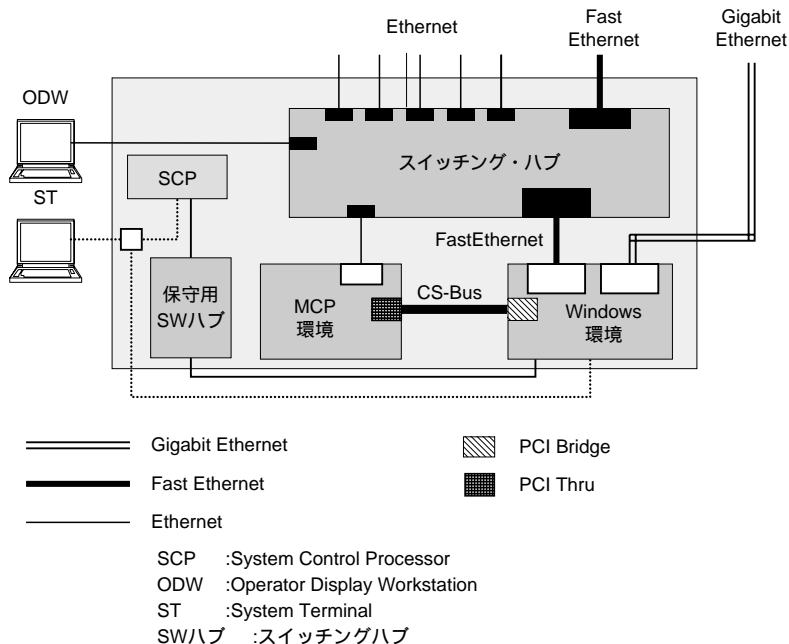 Ethernet
Fast
Ethernet
Gigabit
Ethernet
ODW
スイッチング・ハブ
SCP
ST
FastEthernet
保守用
SWハブ
MCP
環境
CS-Bus
Windows
環境
Gigabit Ethernet
PCI Bridge
Fast Ethernet
PCI Thru
Ethernet
SCP :System Control Processor
ODW :Operator Display Workstation
ST :System Terminal
SWハブ :スイッチングハブ